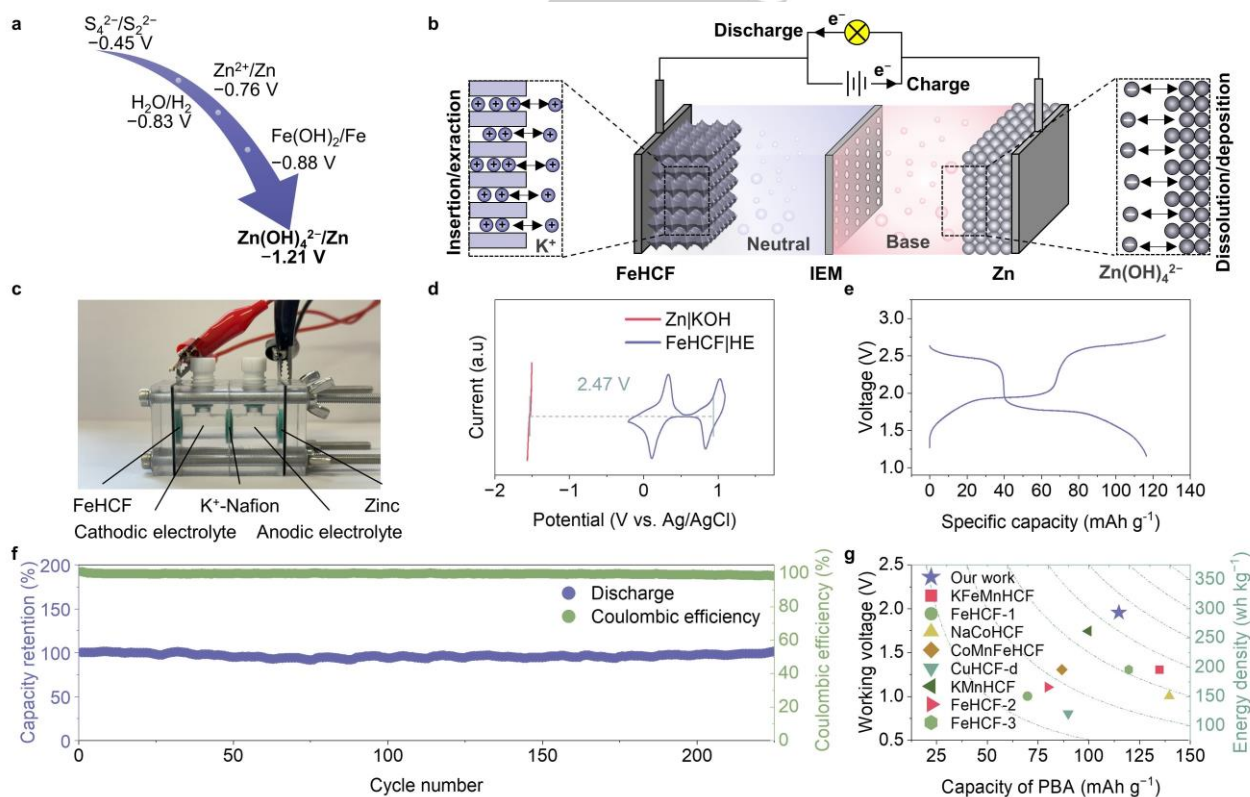 a
S₄²⁻/S₂²⁻
−0.45 V
Zn²⁺/Zn
−0.76 V
H₂O/H₂
−0.83 V
Fe(OH)₂/Fe
−0.88 V
Zn(OH)₄²⁻/Zn
−1.21 V
b
Discharge
e⁻
e⁻
Charge
Insertion/extraction
K⁺
Neutral
Base
FeHCF
IEM
Zn
Zn(OH)₄²⁻
Dissolution/deposition
c
FeHCF
K⁺-Nafion
Zinc
Cathodic electrolyte
Anodic electrolyte
d
Zn|KOH
FeHCF|HE
2.47 V
Current (a.u)
−2
−1
0
1
2
Potential (V vs. Ag/AgCl)
e
Voltage (V)
3.0
2.5
2.0
1.5
1.0
0
20
40
60
80
100
120
140
Specific capacity (mAh g⁻¹)
f
Capacity retention (%)
200
150
100
50
0
Discharge
Coulombic efficiency
100
80
60
40
20
0
Coulombic efficiency (%)
0
50
100
150
200
Cycle number
g
Working voltage (V)
2.5
2.0
1.5
1.0
0.5
Our work
KFeMnHCF
FeHCF-1
NaCoHCF
CoMnFeHCF
CuHCF-d
KMnHCF
FeHCF-2
FeHCF-3
350
300
250
200
150
100
Energy density (wh kg⁻¹)
25
50
75
100
125
150
Capacity of PBA (mAh g⁻¹)